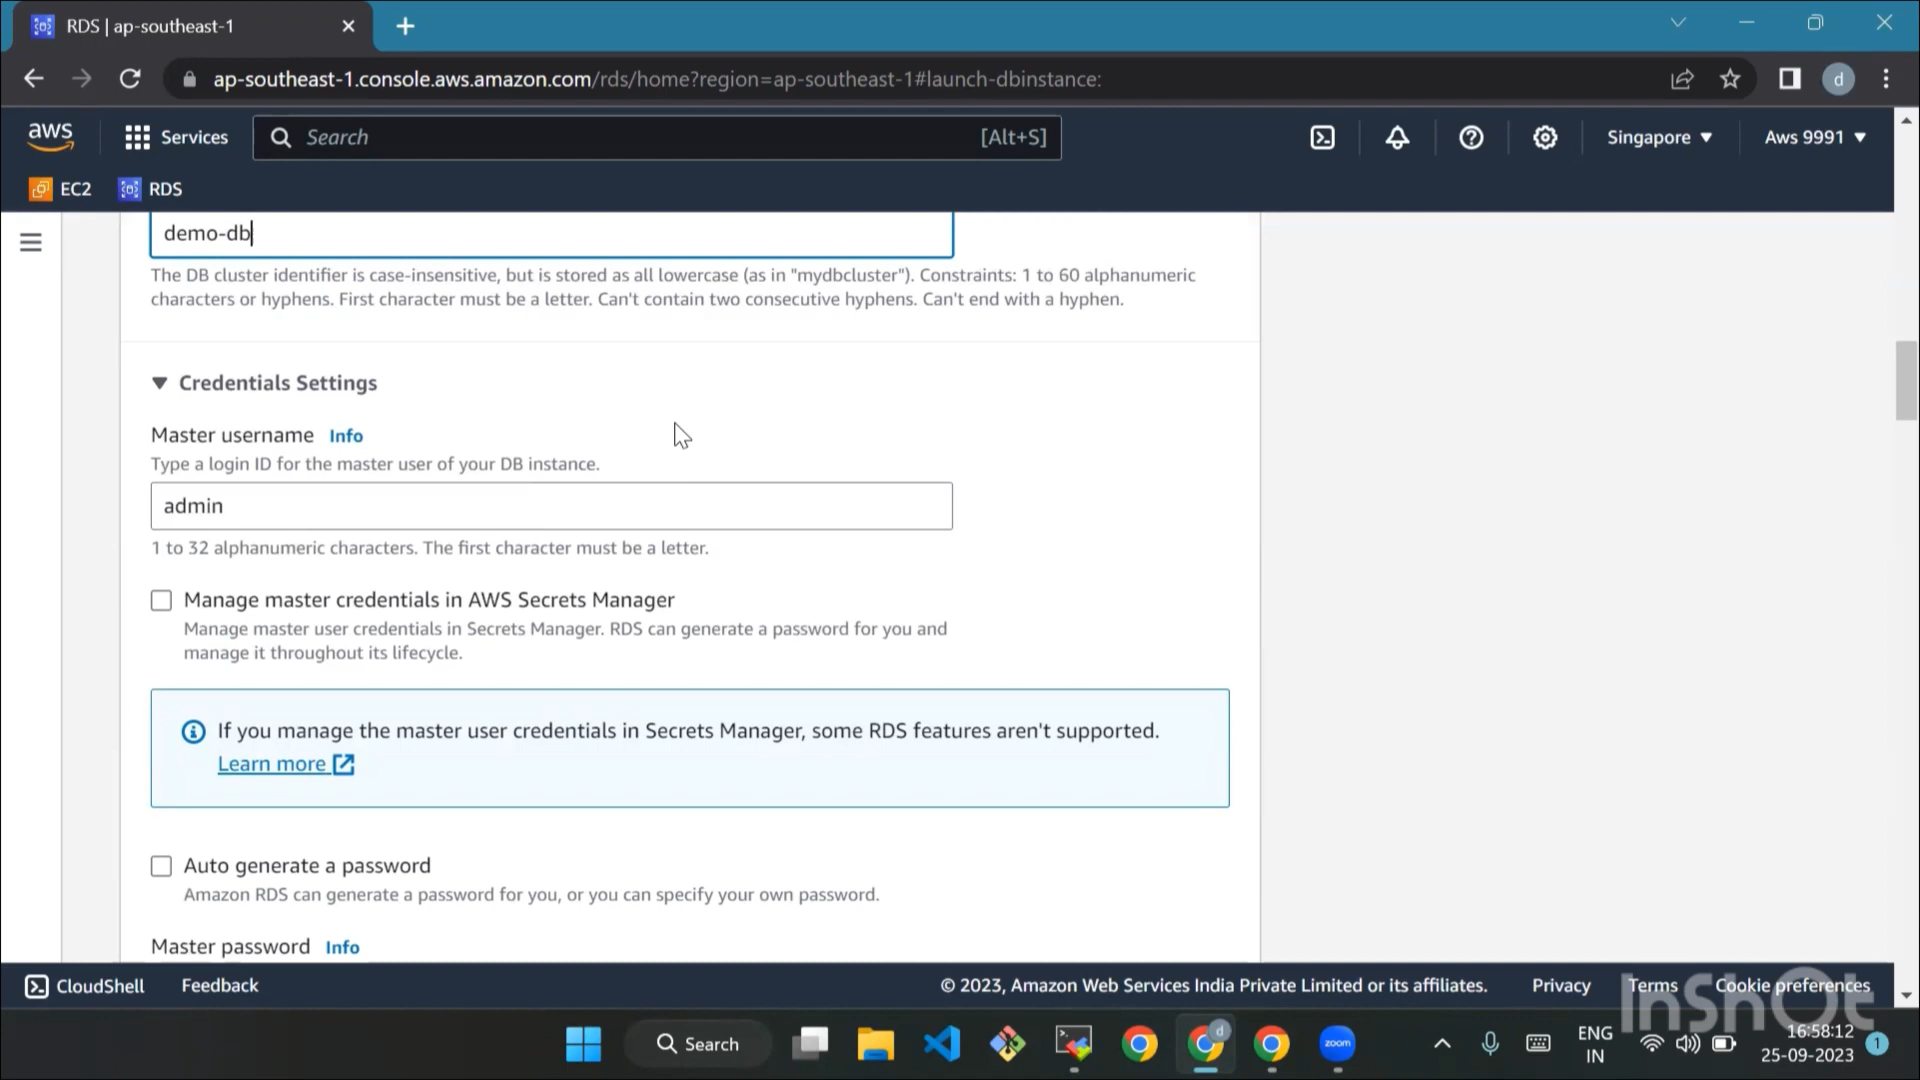 RDS | ap-southeast-1
ap-southeast-1.console.aws.amazon.com/rds/home?region=ap-southeast-1#launch-dbinstance:
d
aws
Services
Search
[Alt+S]
Singapore
Aws 9991
EC2
RDS
demo-db
The DB cluster identifier is case-insensitive, but is stored as all lowercase (as in "mydbcluster"). Constraints: 1 to 60 alphanumeric
characters or hyphens. First character must be a letter. Can't contain two consecutive hyphens. Can't end with a hyphen.
Credentials Settings
Master username Info
Type a login ID for the master user of your DB instance.
admin
1 to 32 alphanumeric characters. The first character must be a letter.
Manage master credentials in AWS Secrets Manager
Manage master user credentials in Secrets Manager. RDS can generate a password for you and
manage it throughout its lifecycle.
If you manage the master user credentials in Secrets Manager, some RDS features aren't supported.
Learn more
Auto generate a password
Amazon RDS can generate a password for you, or you can specify your own password.
Master password Info
CloudShell
Feedback
© 2023, Amazon Web Services India Private Limited or its affiliates.
Privacy
Terms
Cookie preferences
InShOt
Search
d
zoom
ENG
IN
16:58:12
25-09-2023
1